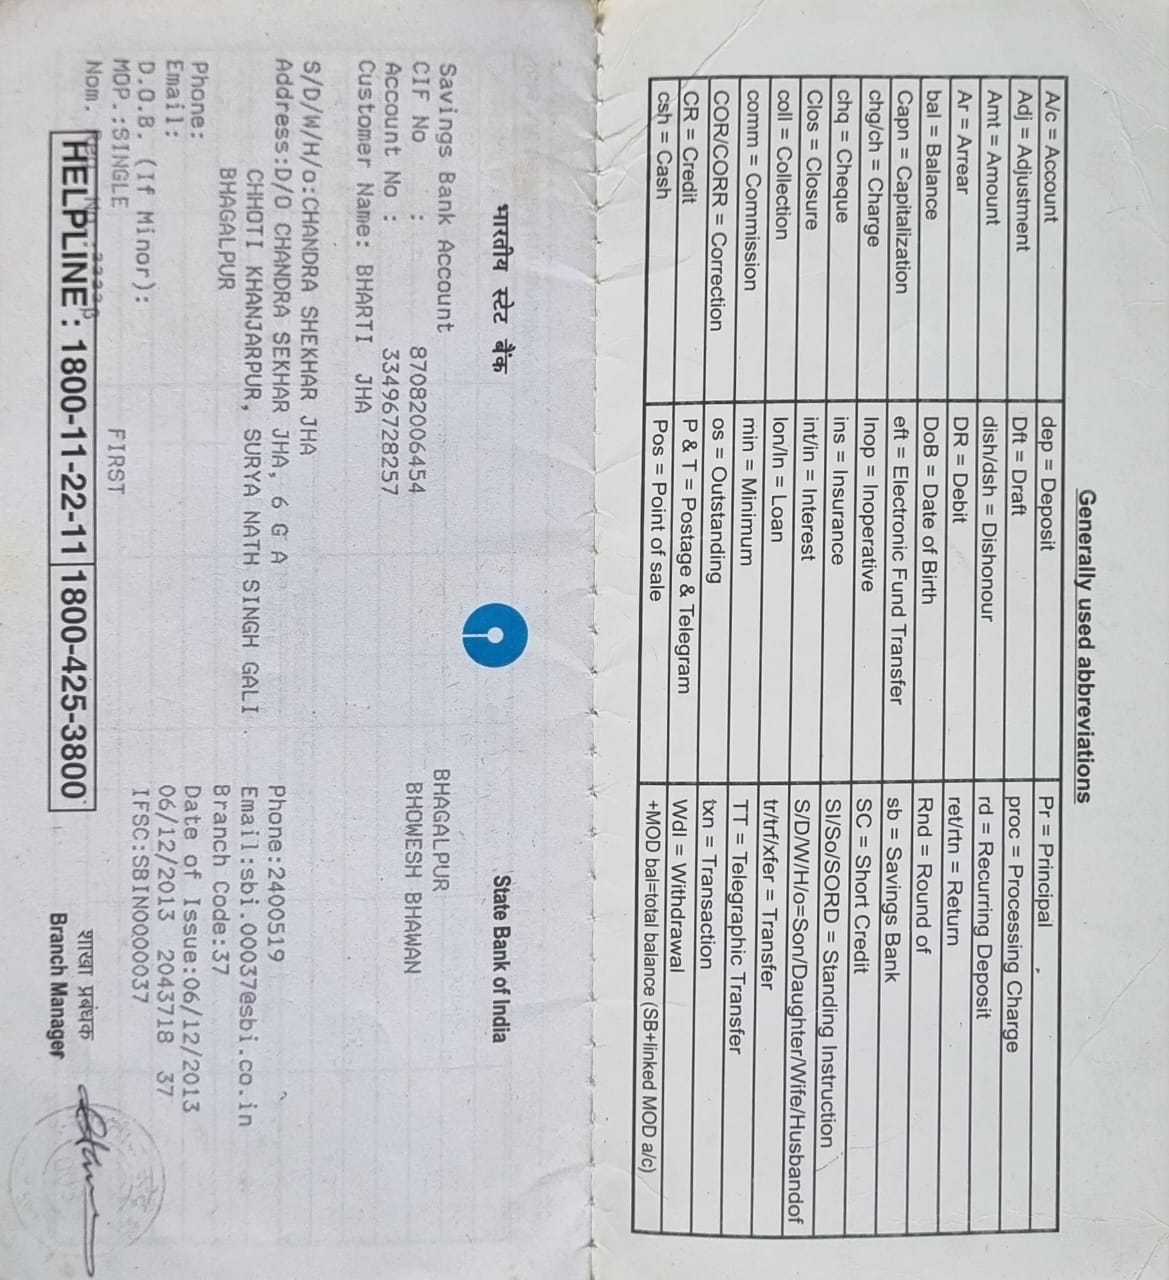 Generally used abbreviations
A/c = Account	dep = Deposit	Pr = Principal
Adj = Adjustment	Dft = Draft	proc = Processing Charge
Amt = Amount	dish/dsh = Dishonour	rd = Recurring Deposit
Ar = Arrear	DR = Debit	ret/rtn = Return
bal = Balance	DoB = Date of Birth	Rnd = Round of
Capn = Capitalization	eft = Electronic Fund Transfer	sb = Savings Bank
chg/ch = Charge	Inop = Inoperative	SC = Short Credit
chq = Cheque	ins = Insurance	SI/So/SORD = Standing Instruction
Clos = Closure	int/in = Interest	S/D/W/H/o=Son/Daughter/Wife/Husbandof
coll = Collection	lon/ln = Loan	tr/trf/xfer = Transfer
comm = Commission	min = Minimum	TT = Telegraphic Transfer
COR/CORR = Correction	os = Outstanding	txn = Transaction
CR = Credit	P & T = Postage & Telegram	Wdl = Withdrawal
csh = Cash	Pos = Point of sale	+MOD bal=total balance (SB+linked MOD a/c)
भारतीय स्टेट बैंक	State Bank of India
Savings Bank Account	BHAGALPUR
CIF No : 87082006454	BHOWESH BHAWAN
Account No : 33496728257
Customer Name: BHARTI JHA
S/D/W/H/o:CHANDRA SHEKHAR JHA
Address:D/O CHANDRA SEKHAR JHA, 6 G A	Phone:2400519
CHHOTI KHANJARPUR, SURYA NATH SINGH GALI	Email:sbi.00037@sbi.co.in
BHAGALPUR	Branch Code:37
Phone:	Date of Issue:06/12/2013
Email:	06/12/2013 2043718 37
D.O.B. (If Minor):	IFSC:SBIN0000037
MOP.:SINGLE	FIRST
Nom.	शाखा प्रबंधक
HELPLINE: 1800-11-22-11 1800-425-3800	Branch Manager